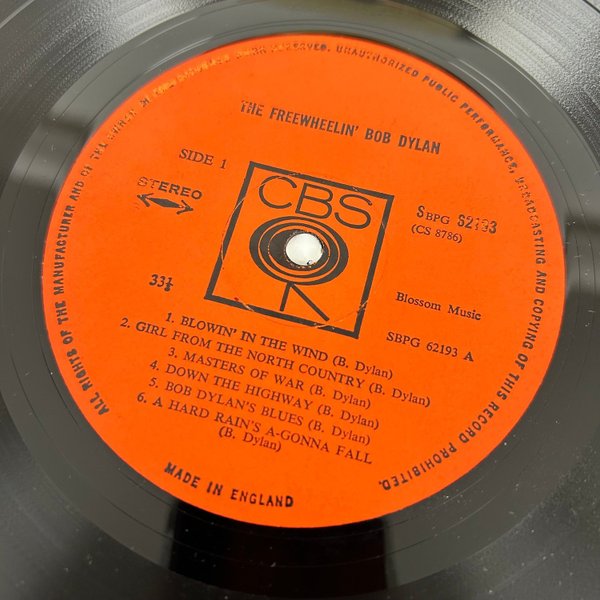 THE FREEWHEELIN' BOB DYLAN
SIDE 1
STEREO
CBS
SBPG 62193
(CS 8786)
33⅓
Blossom Music
SBPG 62193 A
1. BLOWIN' IN THE WIND (B. Dylan)
2. GIRL FROM THE NORTH COUNTRY (B. Dylan)
3. MASTERS OF WAR (B. Dylan)
4. DOWN THE HIGHWAY (B. Dylan)
5. BOB DYLAN'S BLUES (B. Dylan)
6. A HARD RAIN'S A-GONNA FALL
(B. Dylan)
ALL RIGHTS OF THE MANUFACTURER AND OF THE OWNER OF THE RECORDED WORK RESERVED. UNAUTHORIZED PUBLIC PERFORMANCE, BROADCASTING AND COPYING OF THIS RECORD PROHIBITED.
MADE IN ENGLAND